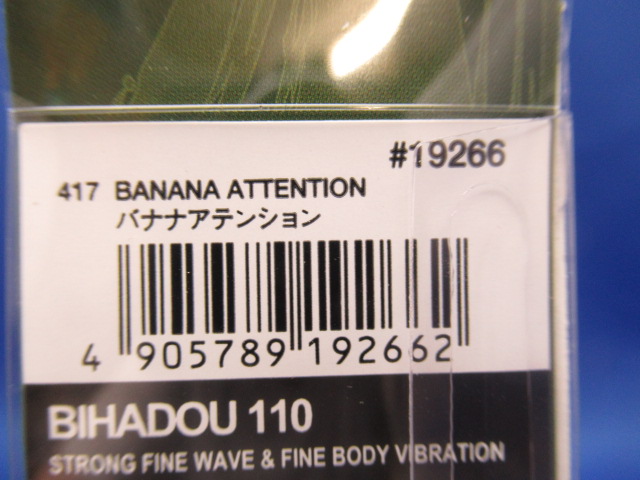 #19266
417 BANANA ATTENTION
バナナアテンション
4 905789 192662
BIHADOU 110
STRONG FINE WAVE & FINE BODY VIBRATION